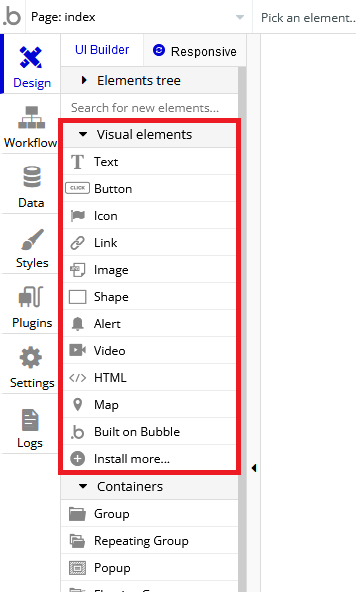 .b Page: index Pick an element...
Design
Workflow
Data
Styles
Plugins
Settings
Logs
UI Builder Responsive
Elements tree
Search for new elements...
Visual elements
Text
CLICK Button
Icon
Link
Image
Shape
Alert
Video
</> HTML
Map
.b Built on Bubble
Install more...
Containers
Group
Repeating Group
Popup